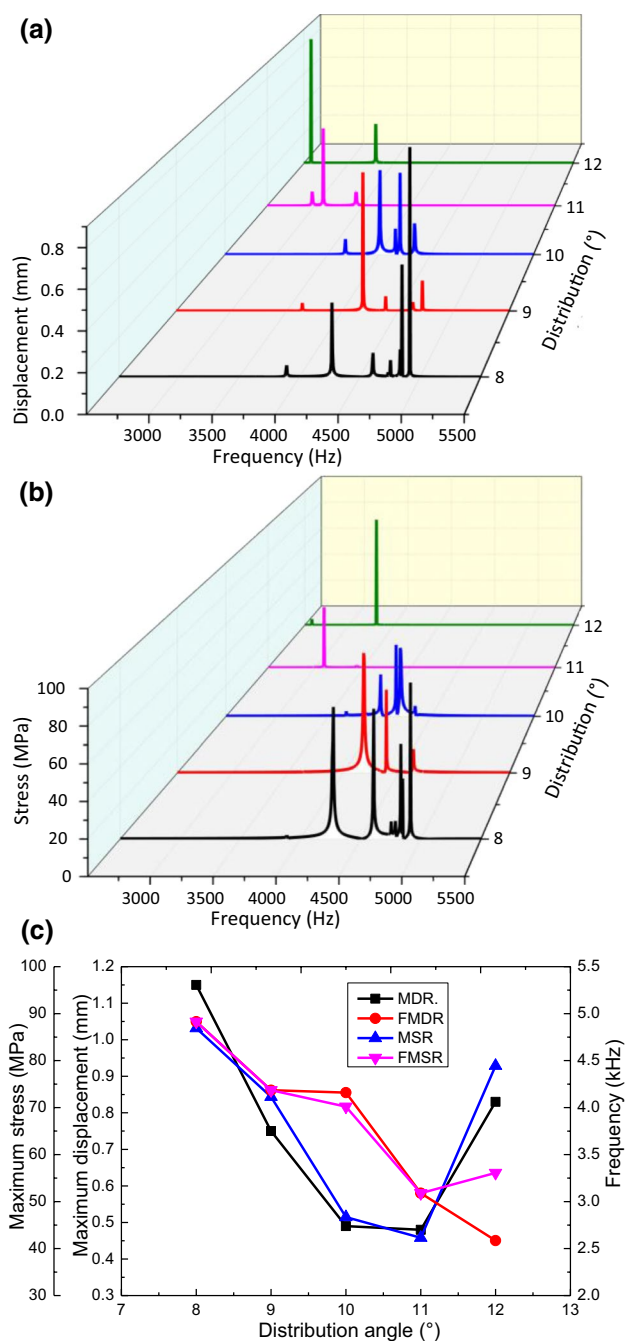 (a)
0.8
0.6
0.4
0.2
0.0
Displacement (mm)
3000 3500 4000 4500 5000 5500
Frequency (Hz)
8
9
10
11
12
Distribution (°)
(b)
100
80
60
40
20
0
Stress (MPa)
3000 3500 4000 4500 5000 5500
Frequency (Hz)
8
9
10
11
12
Distribution (°)
(c)
100
90
80
70
60
50
40
30
Maximum stress (MPa)
1.2
1.1
1.0
0.9
0.8
0.7
0.6
0.5
0.4
0.3
Maximum displacement (mm)
MDR.
FMDR
MSR
FMSR
5.5
5.0
4.5
4.0
3.5
3.0
2.5
2.0
Frequency (kHz)
7 8 9 10 11 12 13
Distribution angle (°)